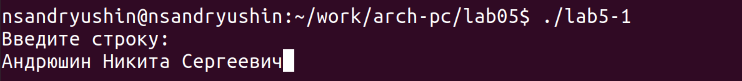 nsandryushin@nsandryushin:~/work/arch-pc/lab05$ ./lab5-1
Введите строку:
Андрюшин Никита Сергеевич